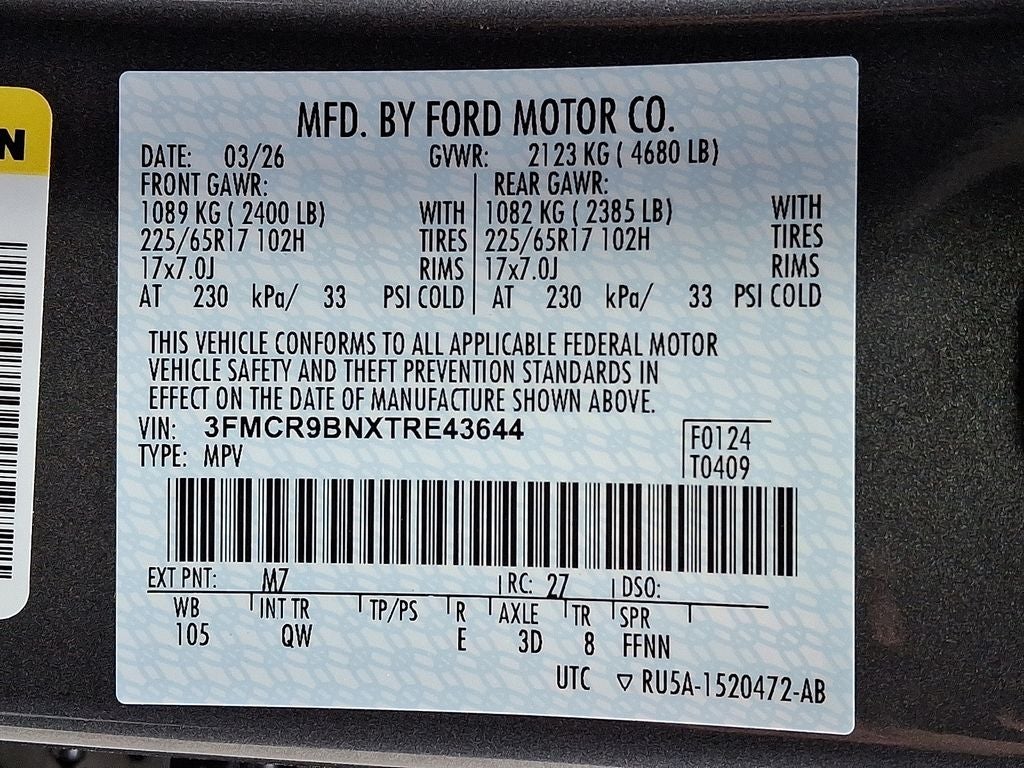 N
MFD. BY FORD MOTOR CO.
DATE: 03/26 GVWR: 2123 KG ( 4680 LB)
FRONT GAWR: REAR GAWR:
1089 KG ( 2400 LB) WITH 1082 KG ( 2385 LB) WITH
225/65R17 102H TIRES 225/65R17 102H TIRES
17x7.0J RIMS 17x7.0J RIMS
AT 230 kPa/ 33 PSI COLD AT 230 kPa/ 33 PSI COLD
THIS VEHICLE CONFORMS TO ALL APPLICABLE FEDERAL MOTOR
VEHICLE SAFETY AND THEFT PREVENTION STANDARDS IN
EFFECT ON THE DATE OF MANUFACTURE SHOWN ABOVE.
VIN: 3FMCR9BNXTRE43644 F0124
TYPE: MPV T0409
EXT PNT: M7 RC: 27 DSO:
WB INT TR TP/PS R AXLE TR SPR
105 QW E 3D 8 FFNN
UTC ▽ RU5A-1520472-AB